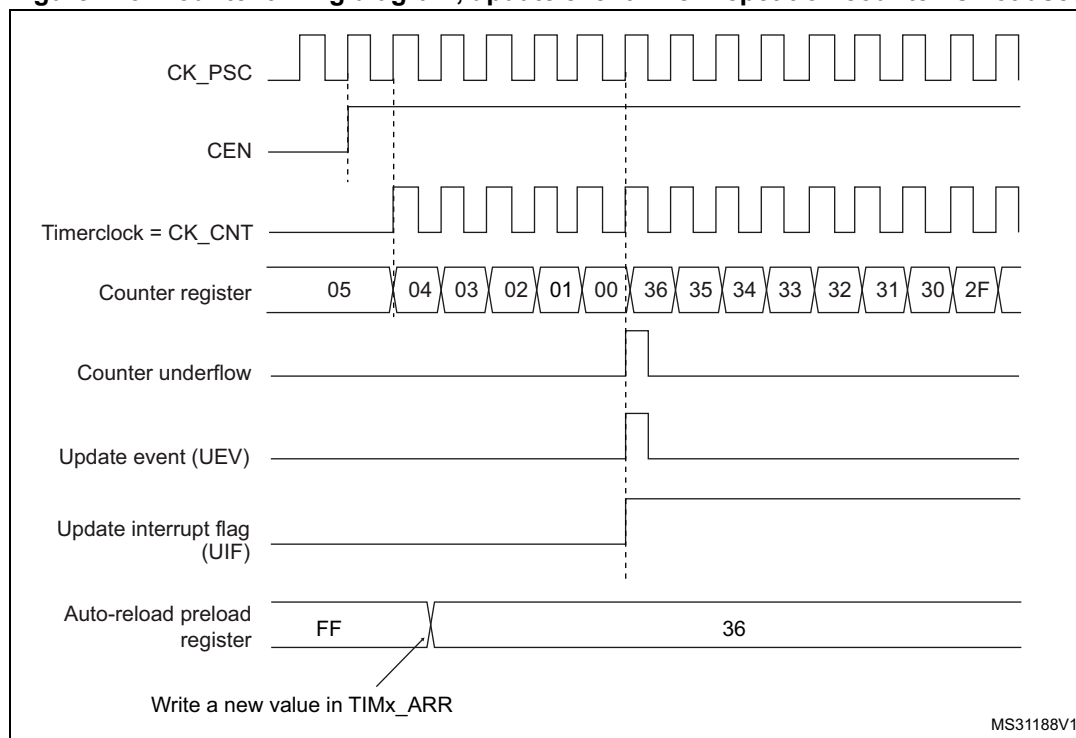 CK_PSC
CEN
Timerclock = CK_CNT
Counter register
05 04 03 02 01 00 36 35 34 33 32 31 30 2F
Counter underflow
Update event (UEV)
Update interrupt flag
(UIF)
Auto-reload preload
register
FF 36
Write a new value in TIMx_ARR
MS31188V1